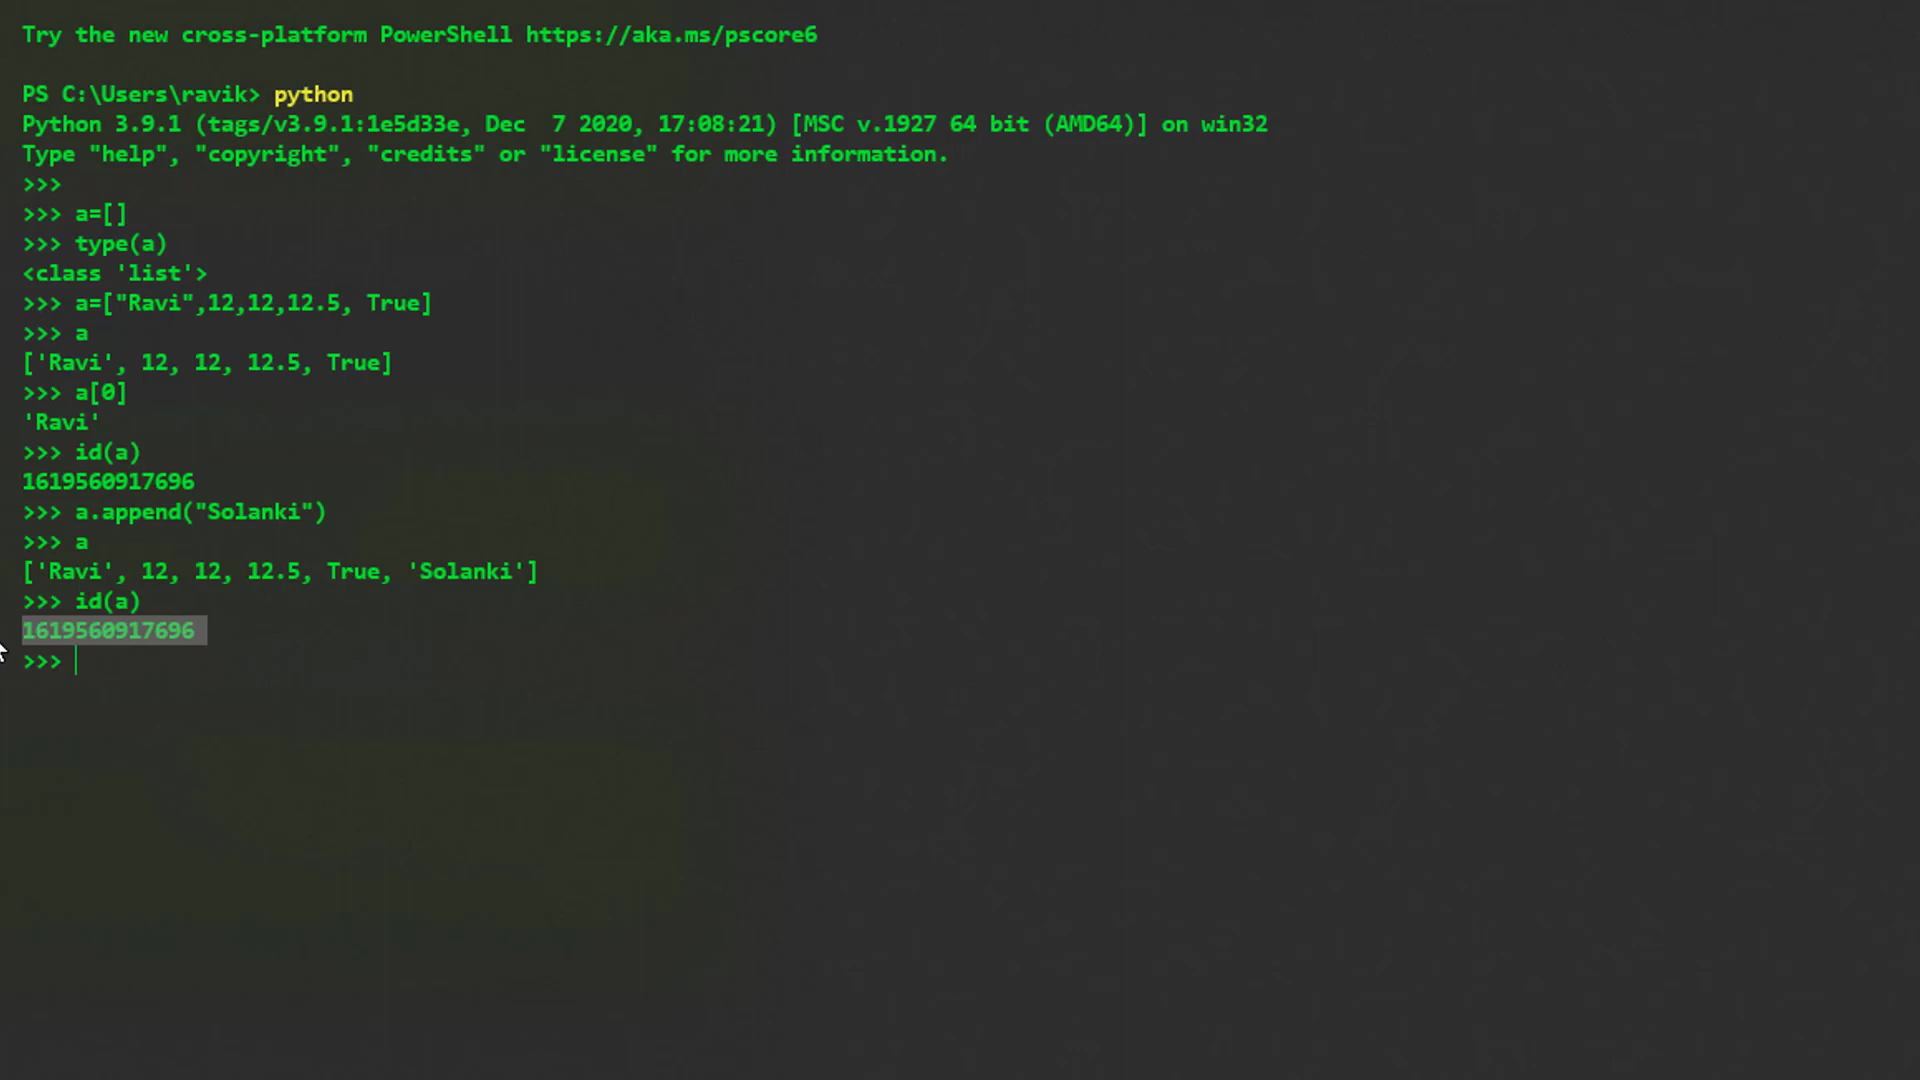 Try the new cross-platform PowerShell https://aka.ms/pscore6
PS C:\Users\ravik> python
Python 3.9.1 (tags/v3.9.1:1e5d33e, Dec  7 2020, 17:08:21) [MSC v.1927 64 bit (AMD64)] on win32
Type "help", "copyright", "credits" or "license" for more information.
>>>
>>> a=[]
>>> type(a)
<class 'list'>
>>> a=["Ravi",12,12,12.5, True]
>>> a
['Ravi', 12, 12, 12.5, True]
>>> a[0]
'Ravi'
>>> id(a)
1619560917696
>>> a.append("Solanki")
>>> a
['Ravi', 12, 12, 12.5, True, 'Solanki']
>>> id(a)
1619560917696
>>>